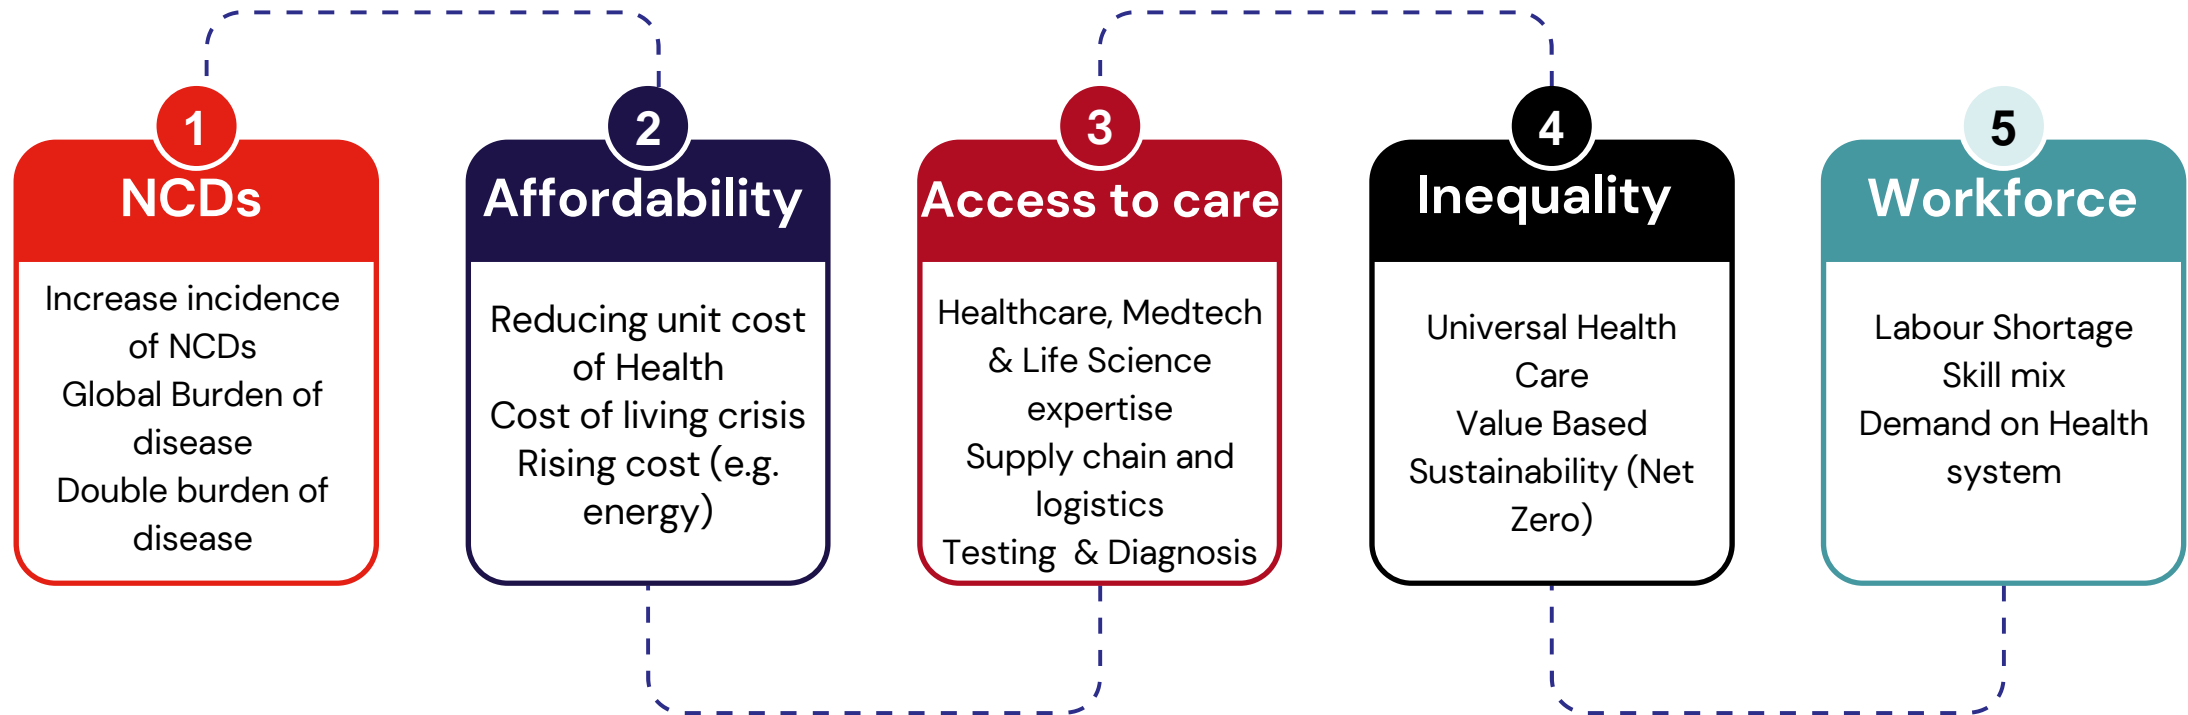 1
NCDs
Increase incidence
of NCDs
Global Burden of
disease
Double burden of
disease
2
Affordability
Reducing unit cost
of Health
Cost of living crisis
Rising cost (e.g.
energy)
3
Access to care
Healthcare, Medtech
& Life Science
expertise
Supply chain and
logistics
Testing & Diagnosis
4
Inequality
Universal Health
Care
Value Based
Sustainability (Net
Zero)
5
Workforce
Labour Shortage
Skill mix
Demand on Health
system